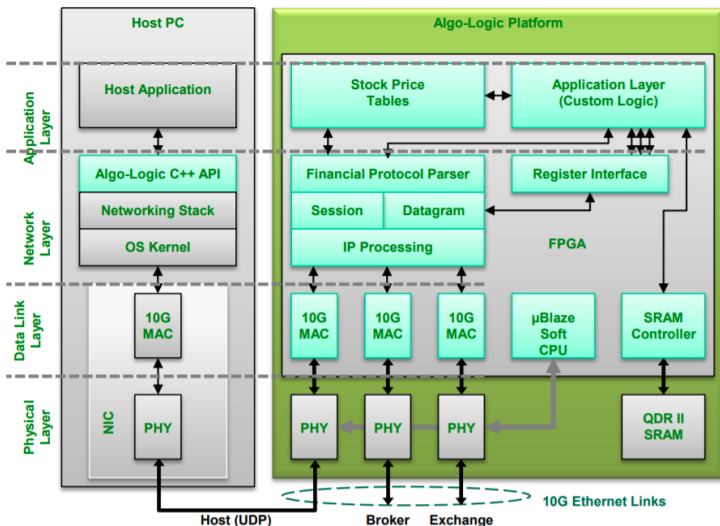 Host PC
Algo-Logic Platform
Application
Layer
Host Application
Stock Price
Tables
Application Layer
(Custom Logic)
Network
Layer
Algo-Logic C++ API
Networking Stack
OS Kernel
Financial Protocol Parser
Session
Datagram
IP Processing
Register Interface
FPGA
Data Link
Layer
10G
MAC
10G
MAC
10G
MAC
10G
MAC
µBlaze
Soft
CPU
SRAM
Controller
Physical
Layer
NIC
PHY
PHY
PHY
PHY
QDR II
SRAM
10G Ethernet Links
Host (UDP)
Broker
Exchange